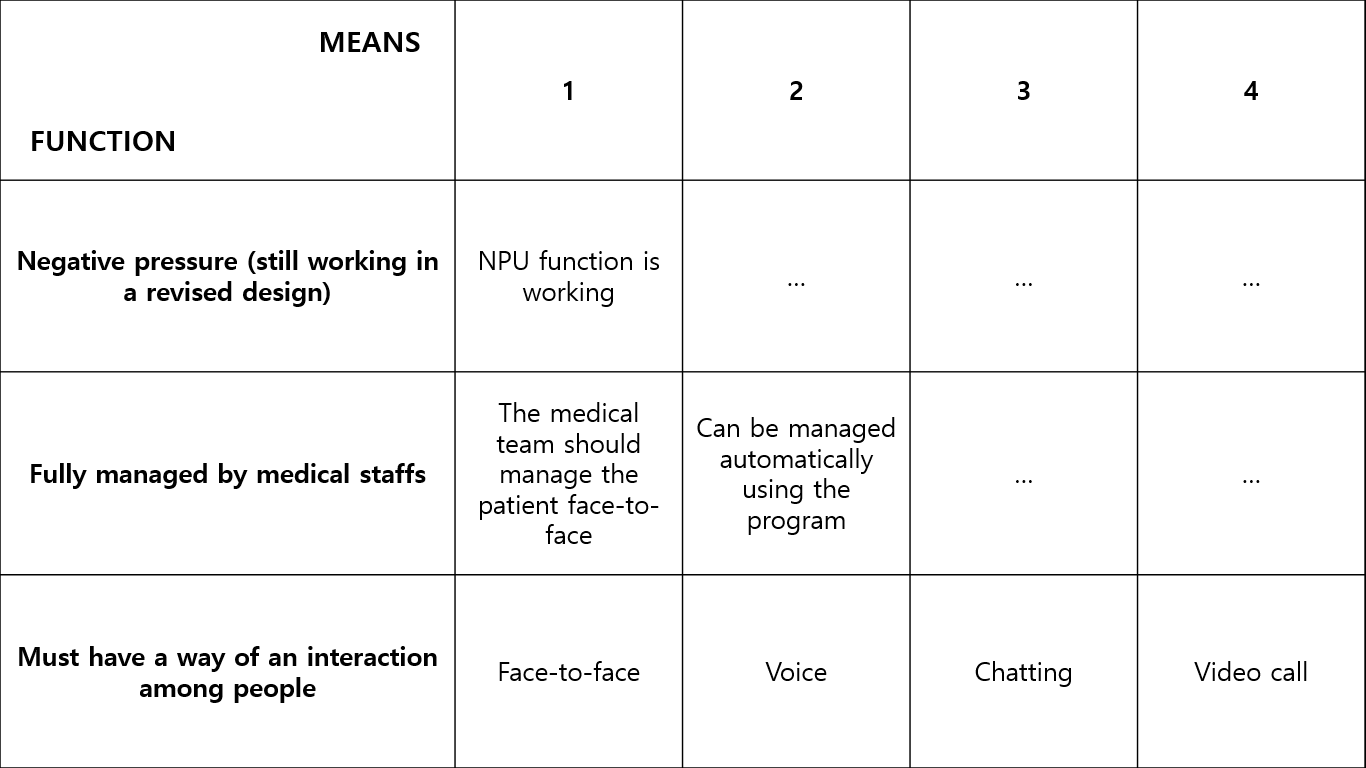 MEANS
FUNCTION
1
2
3
4
Negative pressure (still working in
a revised design)
NPU function is
working
...
...
...
Fully managed by medical staffs
The medical
team should
manage the
patient face-to-
face
Can be managed
automatically
using the
program
...
...
Must have a way of an interaction
among people
Face-to-face
Voice
Chatting
Video call